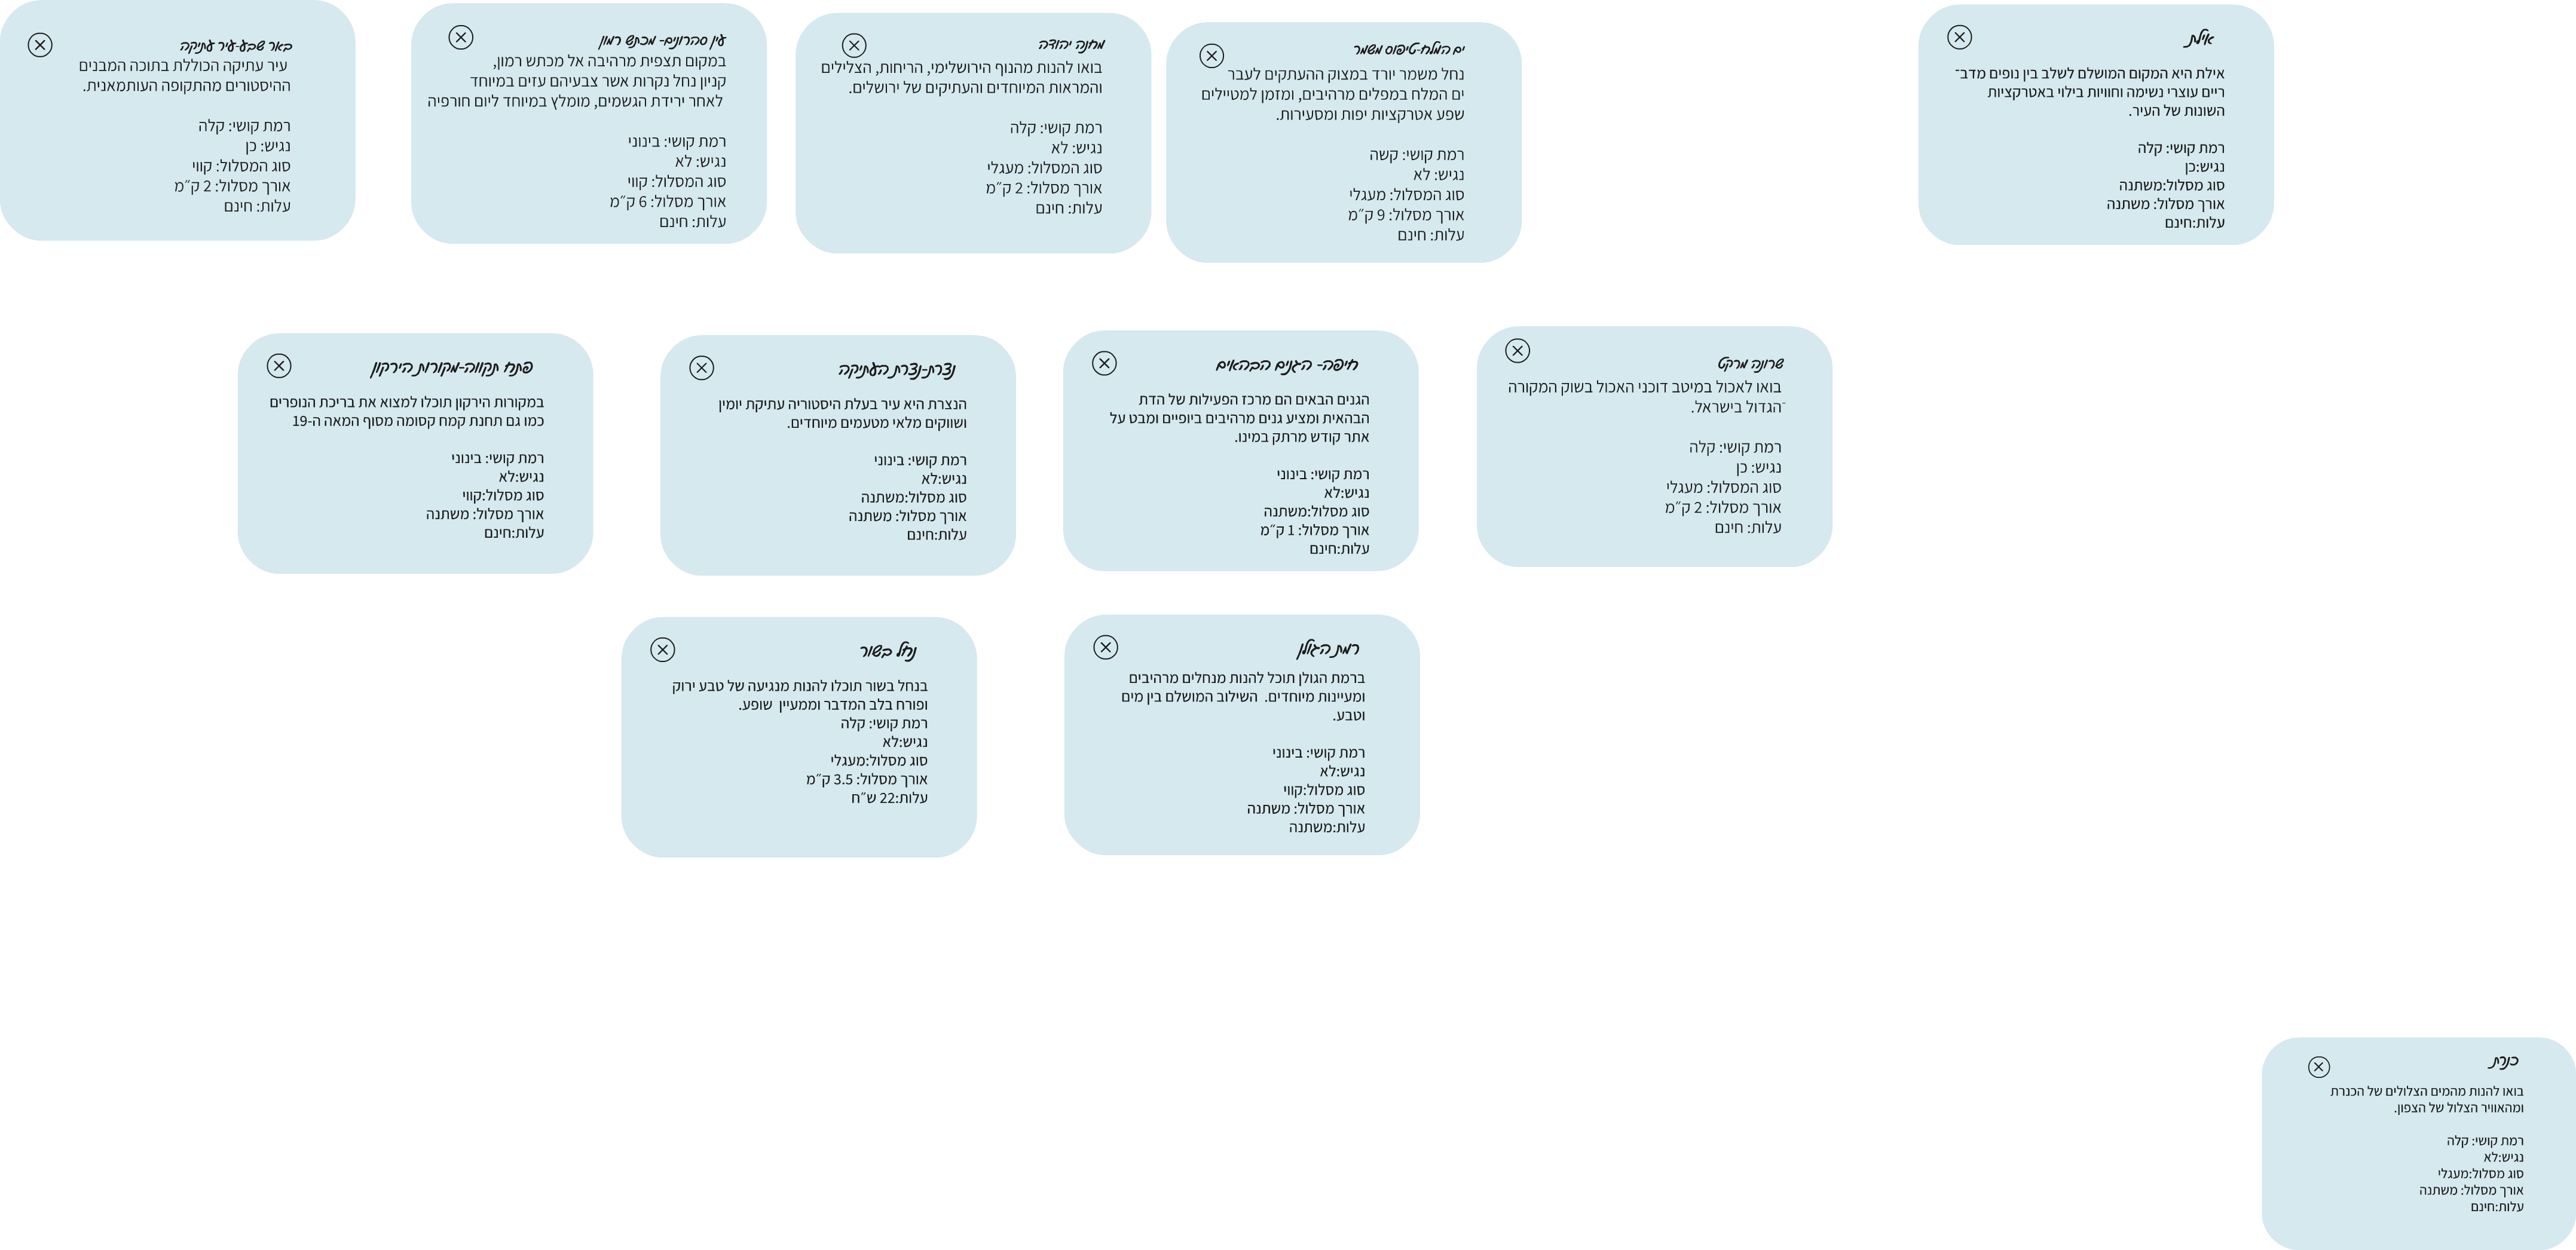 אילת
אילת היא המקום המושלם לשלב בין נופים מדב־
ריים עוצרי נשימה וחוויות בילוי באטרקציות
השונות של העיר.
רמת קושי: קלה
נגיש:כן
סוג מסלול:משתנה
אורך מסלול: משתנה
עלות:חינם
ים המלח-טיפוס משמר
נחל משמר יורד במצוק ההעתקים לעבר
ים המלח במפלים מרהיבים, ומזמן למטיילים
שפע אטרקציות יפות ומסעירות.
רמת קושי: קשה
נגיש: לא
סוג המסלול: מעגלי
אורך מסלול: 9 ק״מ
עלות: חינם
מחנה יהודה
בואו להנות מהנוף הירושלימי, הריחות, הצלילים
והמראות המיוחדים והעתיקים של ירושלים.
רמת קושי: קלה
נגיש: לא
סוג המסלול: מעגלי
אורך מסלול: 2 ק״מ
עלות: חינם
עין סהרונים- מכתש רמון
במקום תצפית מרהיבה אל מכתש רמון,
קניון נחל נקרות אשר צבעיהם עזים במיוחד
לאחר ירידת הגשמים, מומלץ במיוחד ליום חורפיה
רמת קושי: בינוני
נגיש: לא
סוג המסלול: קווי
אורך מסלול: 6 ק״מ
עלות: חינם
באר שבע-עיר עתיקה
עיר עתיקה הכוללת בתוכה המבנים
ההיסטורים מהתקופה העותמאנית.
רמת קושי: קלה
נגיש: כן
סוג המסלול: קווי
אורך מסלול: 2 ק״מ
עלות: חינם
שרונה מרקט
בואו לאכול במיטב דוכני האכול בשוק המקורה
־הגדול בישראל.
רמת קושי: קלה
נגיש: כן
סוג המסלול: מעגלי
אורך מסלול: 2 ק״מ
עלות: חינם
חיפה- הגנים הבהאים
הגנים הבאים הם מרכז הפעילות של הדת
הבהאית ומציע גנים מרהיבים ביופיים ומבט על
אתר קודש מרתק במינו.
רמת קושי: בינוני
נגיש:לא
סוג מסלול:משתנה
אורך מסלול: 1 ק״מ
עלות:חינם
נצרת-נצרת העתיקה
הנצרת היא עיר בעלת היסטוריה עתיקת יומין
ושווקים מלאי מטעמים מיוחדים.
רמת קושי: בינוני
נגיש:לא
סוג מסלול:משתנה
אורך מסלול: משתנה
עלות:חינם
פתח תקווה-מקורות הירקון
במקורות הירקון תוכלו למצוא את בריכת הנופרים
כמו גם תחנת קמח קסומה מסוף המאה ה-19
רמת קושי: בינוני
נגיש:לא
סוג מסלול:קווי
אורך מסלול: משתנה
עלות:חינם
רמת הגולן
ברמת הגולן תוכל להנות מנחלים מרהיבים
ומעיינות מיוחדים. השילוב המושלם בין מים
וטבע.
רמת קושי: בינוני
נגיש:לא
סוג מסלול:קווי
אורך מסלול: משתנה
עלות:משתנה
נחל בשור
בנחל בשור תוכלו להנות מנגיעה של טבע ירוק
ופורח בלב המדבר וממעיין שופע.
רמת קושי: קלה
נגיש:לא
סוג מסלול:מעגלי
אורך מסלול: 3.5 ק״מ
עלות:22 ש״ח
כנרת
בואו להנות מהמים הצלולים של הכנרת
ומהאוויר הצלול של הצפון.
רמת קושי: קלה
נגיש:לא
סוג מסלול:מעגלי
אורך מסלול: משתנה
עלות:חינם